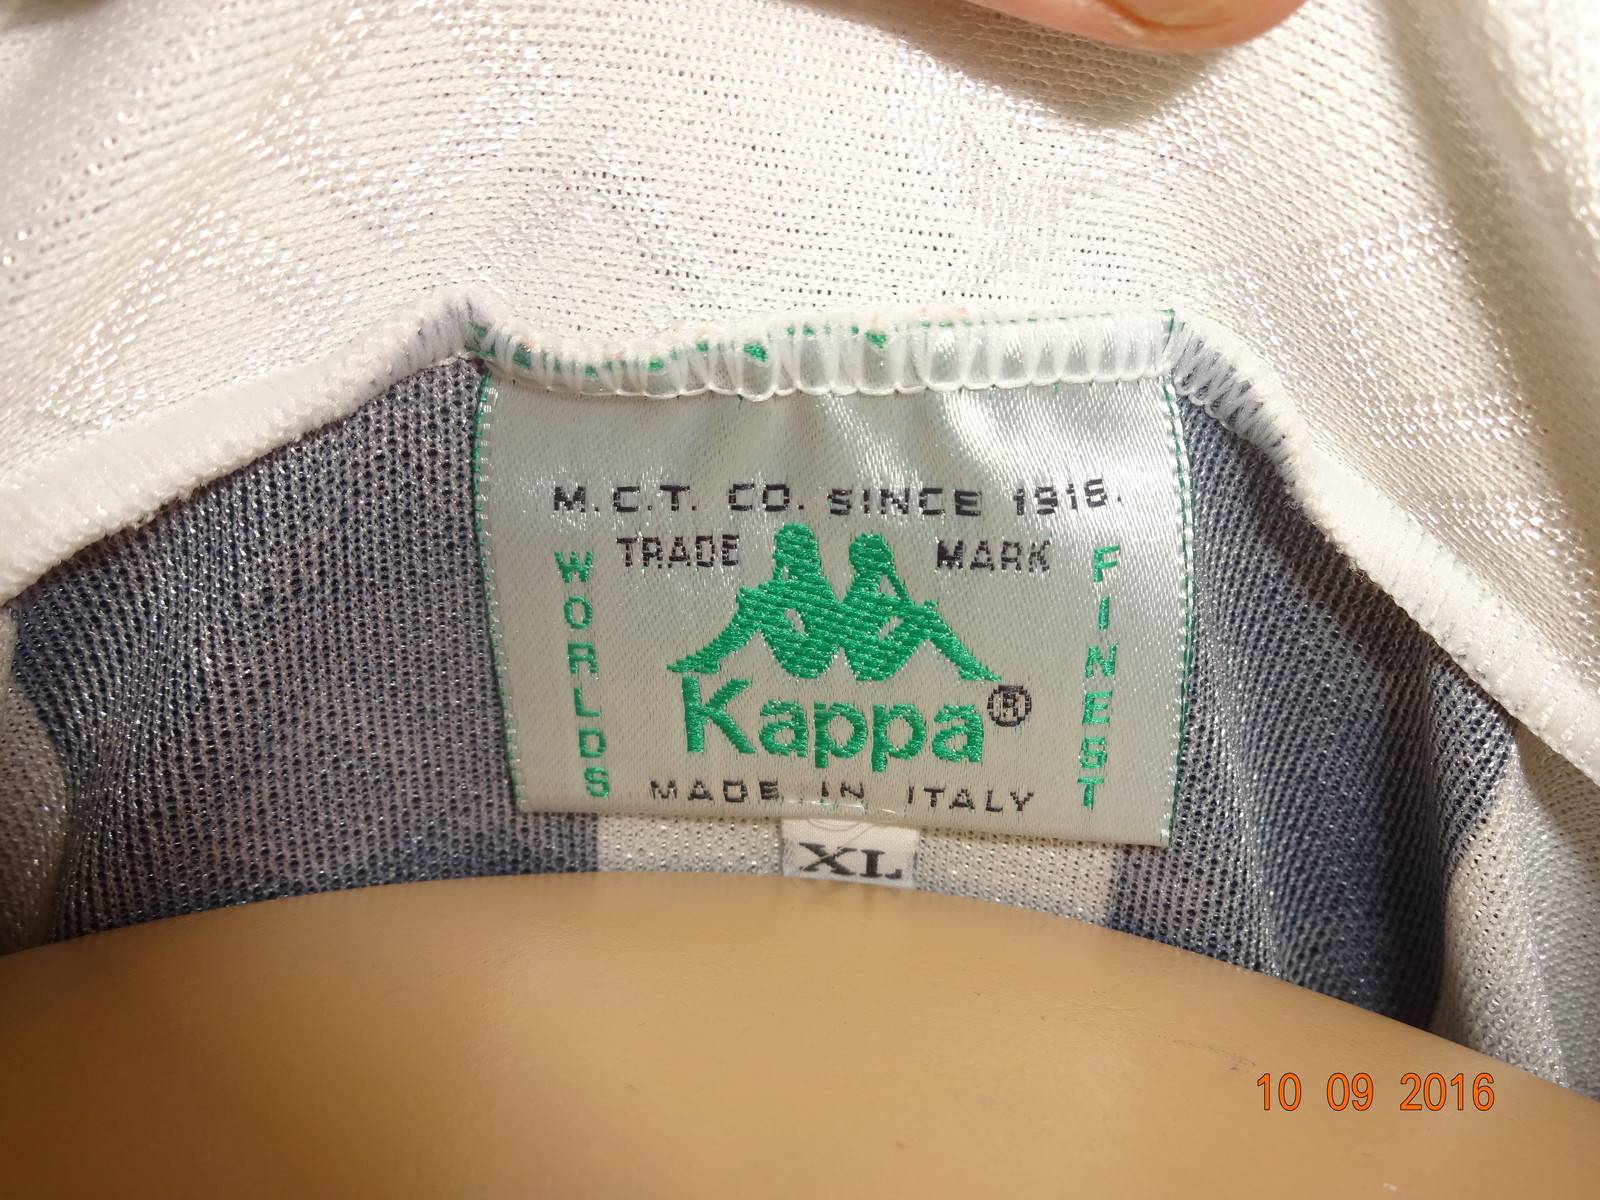 M.C.T. CO. SINCE 1916.
TRADE MARK
WORLDS
FINEST
Kappa®
MADE IN ITALY
XL
10 09 2016